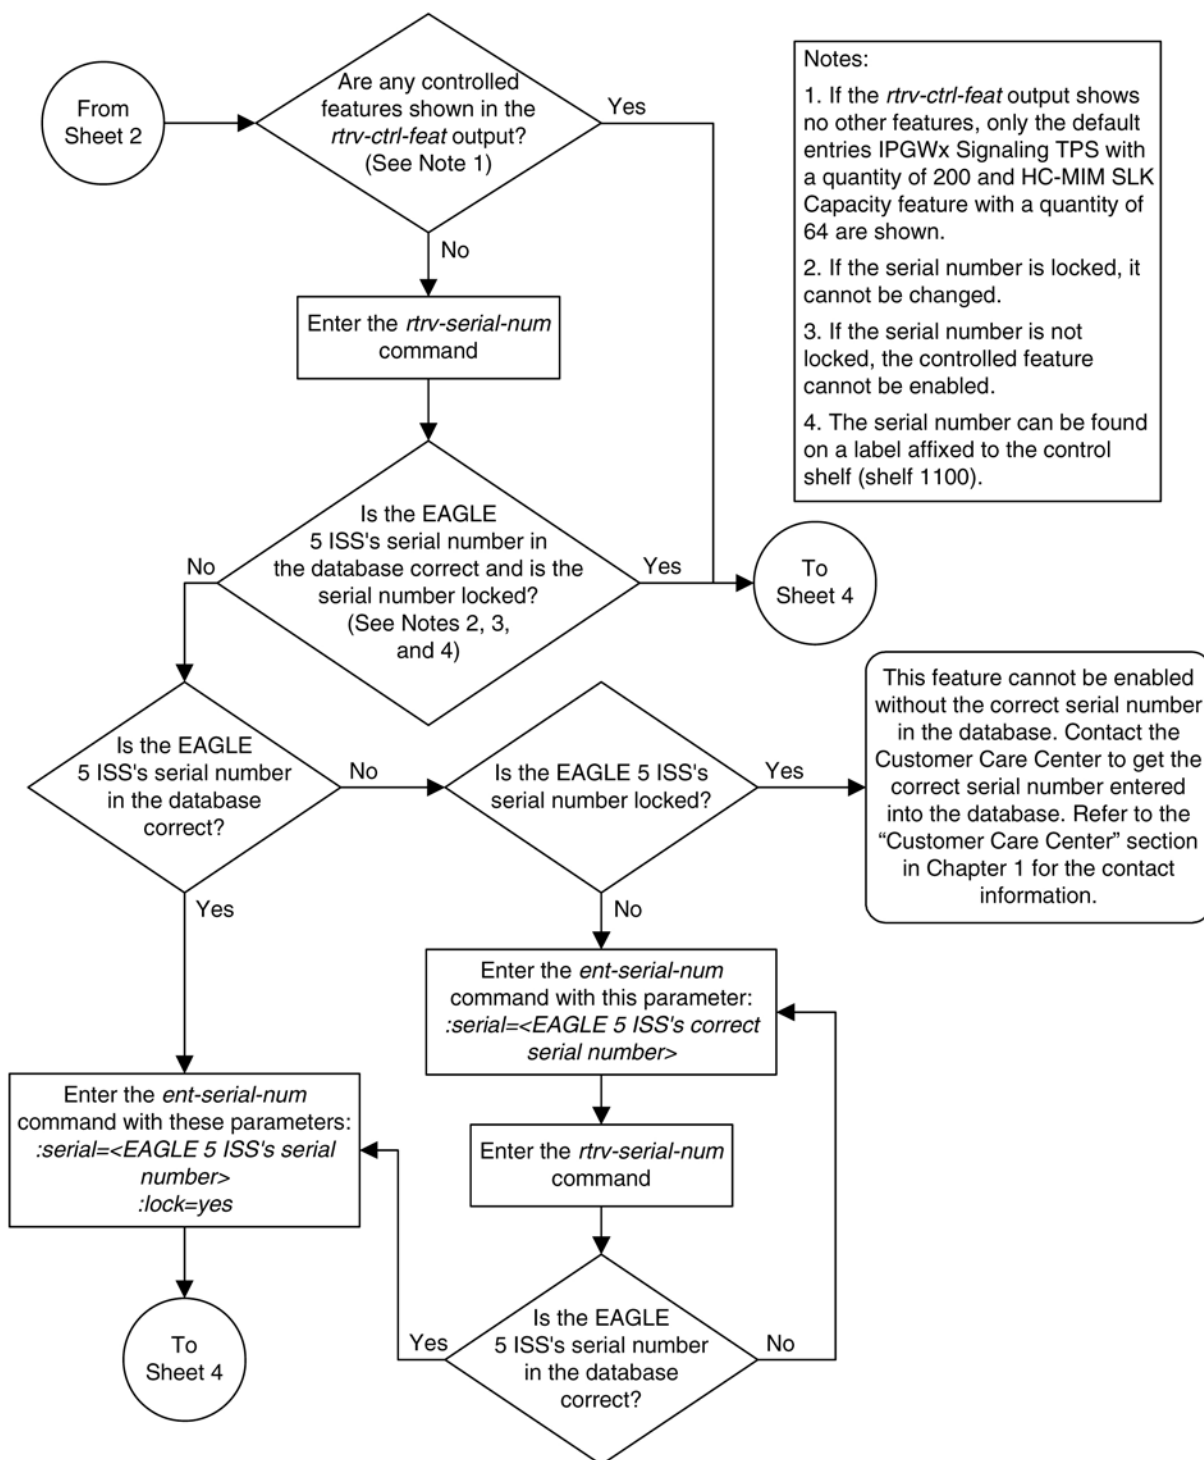 From
Sheet 2
Are any controlled
features shown in the
rtrv-ctrl-feat output?
(See Note 1)
Yes
No
Notes:
1. If the rtrv-ctrl-feat output shows
no other features, only the default
entries IPGWx Signaling TPS with
a quantity of 200 and HC-MIM SLK
Capacity feature with a quantity of
64 are shown.
2. If the serial number is locked, it
cannot be changed.
3. If the serial number is not
locked, the controlled feature
cannot be enabled.
4. The serial number can be found
on a label affixed to the control
shelf (shelf 1100).
Enter the rtrv-serial-num
command
Is the EAGLE
5 ISS's serial number in
the database correct and is the
serial number locked?
(See Notes 2, 3,
and 4)
No
Yes
To
Sheet 4
Is the EAGLE
5 ISS's serial number
in the database
correct?
No
Yes
Is the EAGLE 5 ISS's
serial number locked?
Yes
No
This feature cannot be enabled
without the correct serial number
in the database. Contact the
Customer Care Center to get the
correct serial number entered
into the database. Refer to the
“Customer Care Center” section
in Chapter 1 for the contact
information.
Enter the ent-serial-num
command with this parameter:
:serial=<EAGLE 5 ISS's correct
serial number>
Enter the ent-serial-num
command with these parameters:
:serial=<EAGLE 5 ISS's serial
number>
:lock=yes
Enter the rtrv-serial-num
command
To
Sheet 4
Is the EAGLE
5 ISS's serial number
in the database
correct?
Yes
No